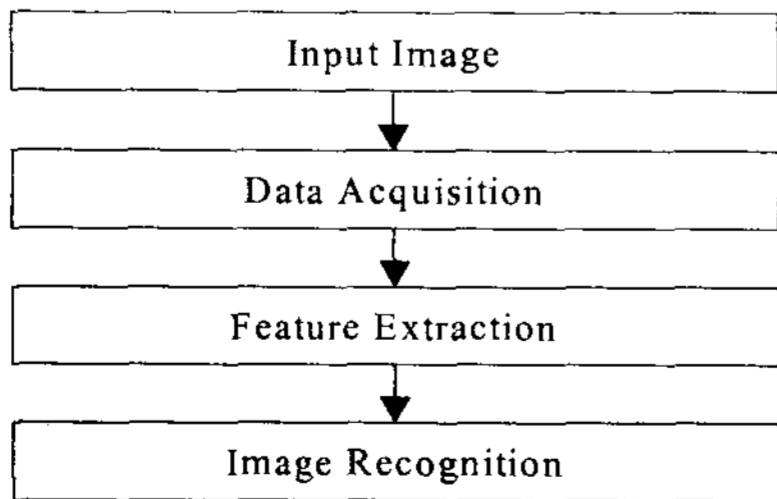 Input Image
Data Acquisition
Feature Extraction
Image Recognition